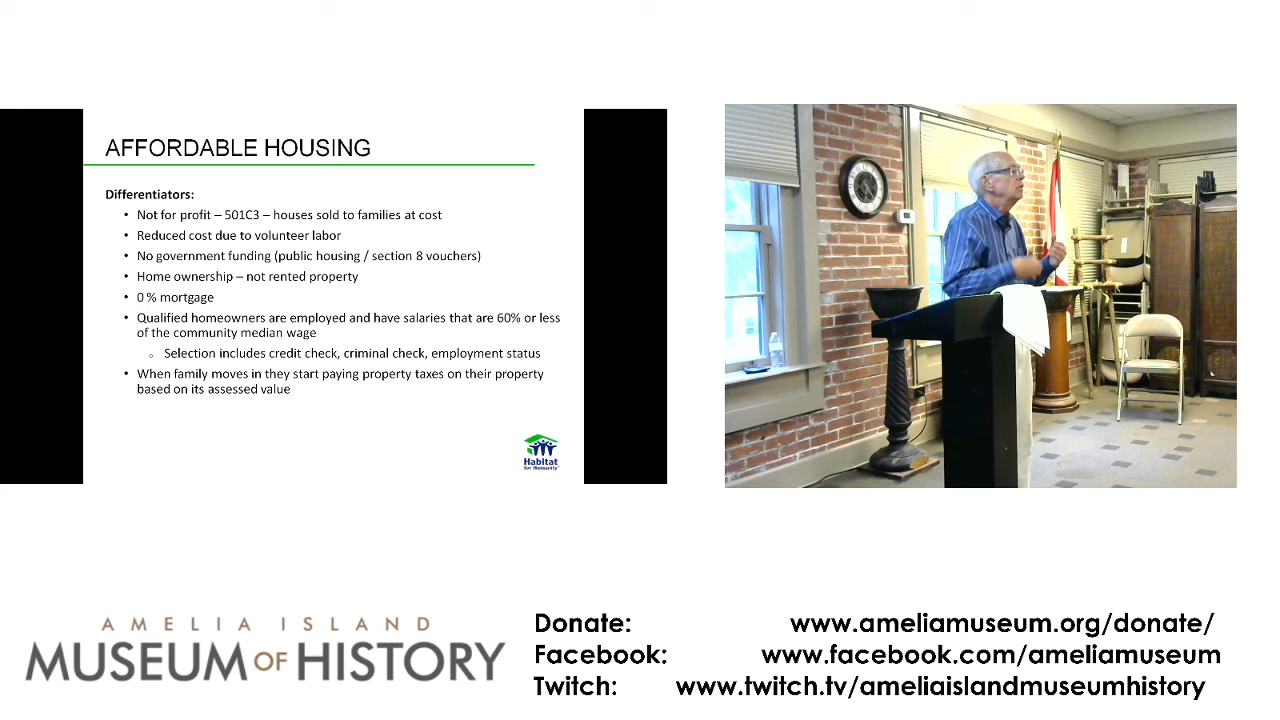 AFFORDABLE HOUSING
Differentiators:
• Not for profit – 501C3 – houses sold to families at cost
• Reduced cost due to volunteer labor
• No government funding (public housing / section 8 vouchers)
• Home ownership – not rented property
• 0 % mortgage
• Qualified homeowners are employed and have salaries that are 60% or less
of the community median wage
o Selection includes credit check, criminal check, employment status
• When family moves in they start paying property taxes on their property
based on its assessed value
Habitat
for Humanity
AMELIA ISLAND
MUSEUM OF HISTORY
Donate: www.ameliamuseum.org/donate/
Facebook: www.facebook.com/ameliamuseum
Twitch: www.twitch.tv/ameliaislandmuseumhistory